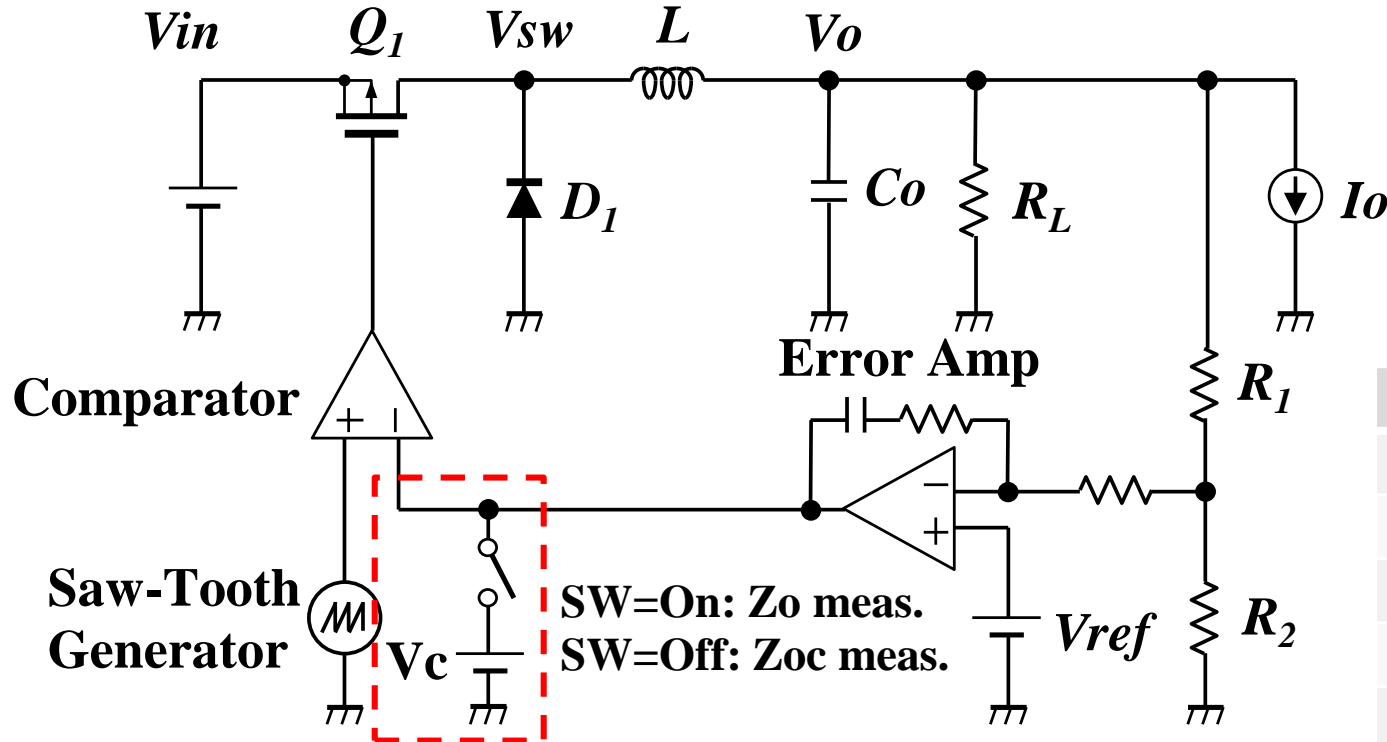 Vin
Q1
Vsw
L
Vo
D1
Co
RL
Io
Error Amp
Comparator
+
−
R1
−
+
Saw-Tooth
Generator
Vc
SW=On: Zo meas.
SW=Off: Zoc meas.
Vref
R2